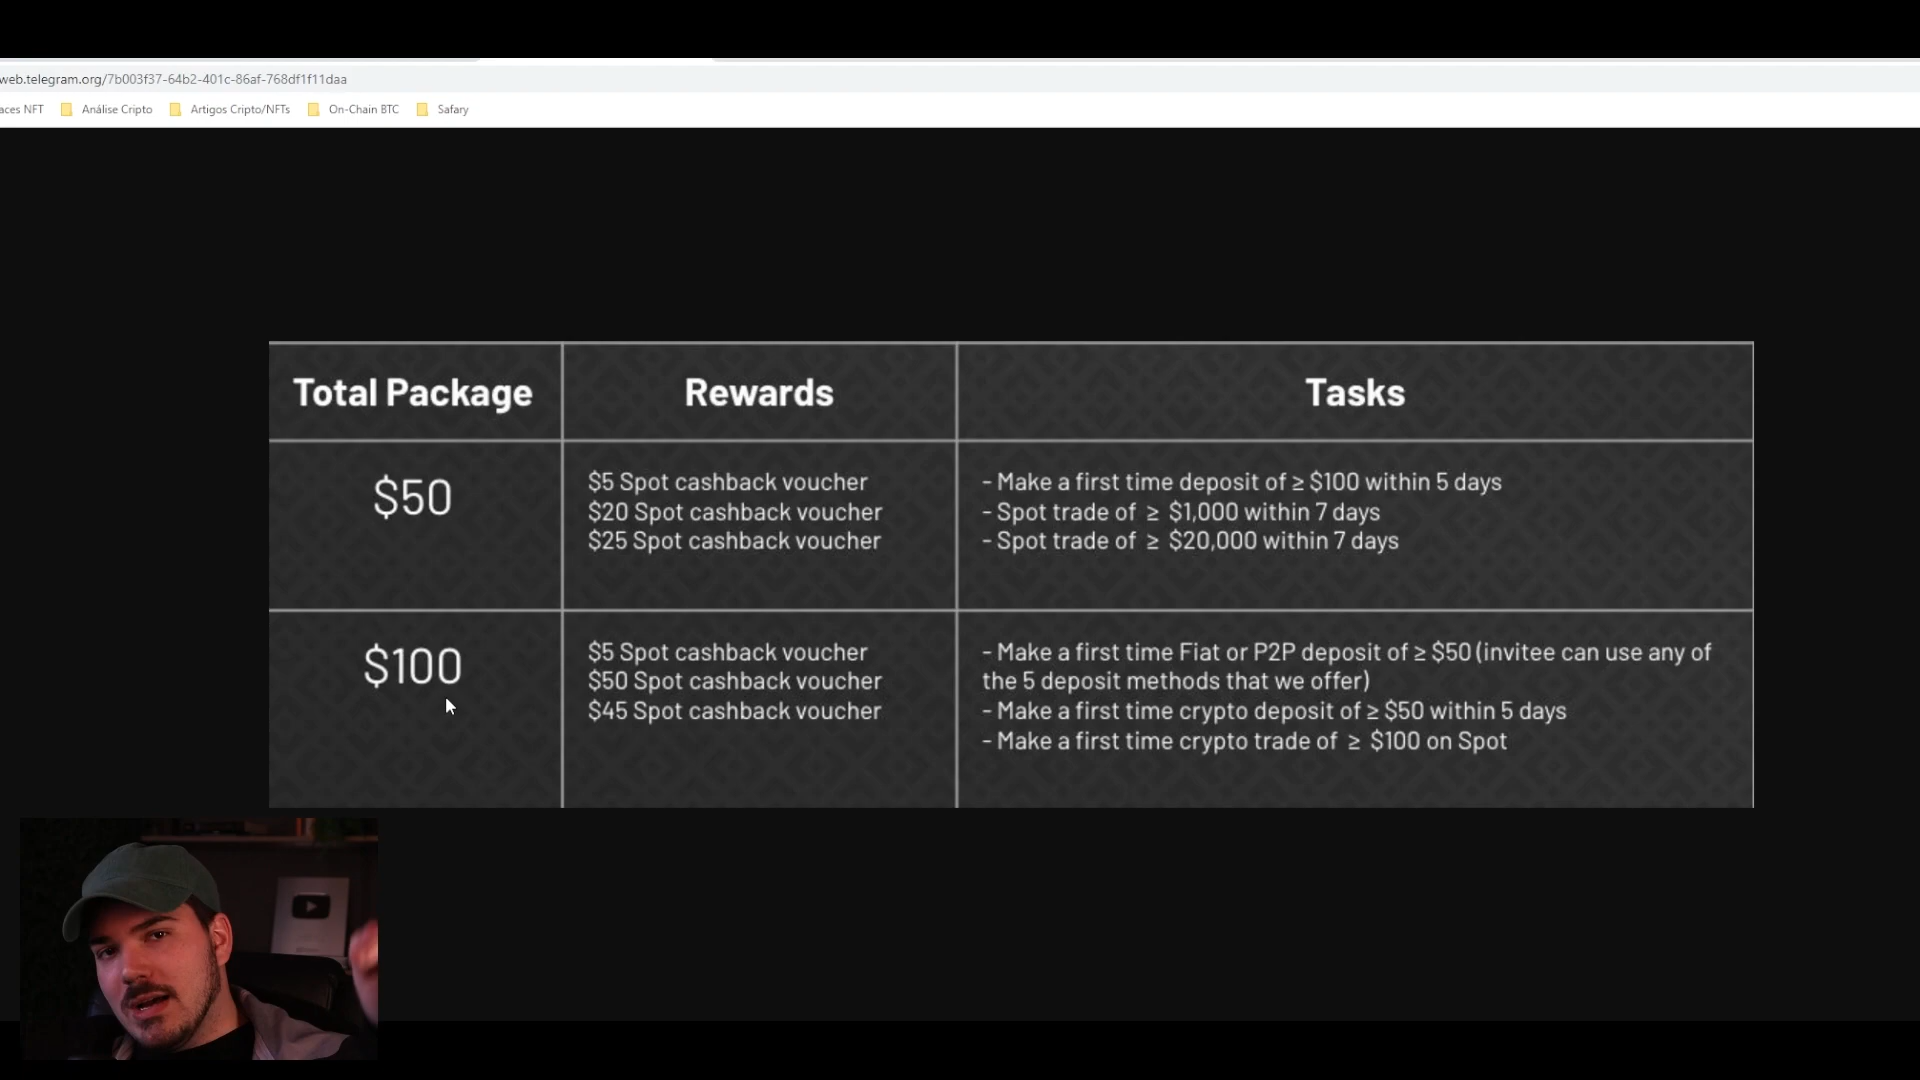 web.telegram.org/7b003f37-64b2-401c-86af-768df1f11daa
aces NFT Análise Cripto Artigos Cripto/NFTs On-Chain BTC Safary
Total Package Rewards Tasks
$50
$5 Spot cashback voucher
$20 Spot cashback voucher
$25 Spot cashback voucher
- Make a first time deposit of ≥ $100 within 5 days
- Spot trade of ≥ $1,000 within 7 days
- Spot trade of ≥ $20,000 within 7 days
$100
$5 Spot cashback voucher
$50 Spot cashback voucher
$45 Spot cashback voucher
- Make a first time Fiat or P2P deposit of ≥ $50 (invitee can use any of
the 5 deposit methods that we offer)
- Make a first time crypto deposit of ≥ $50 within 5 days
- Make a first time crypto trade of ≥ $100 on Spot